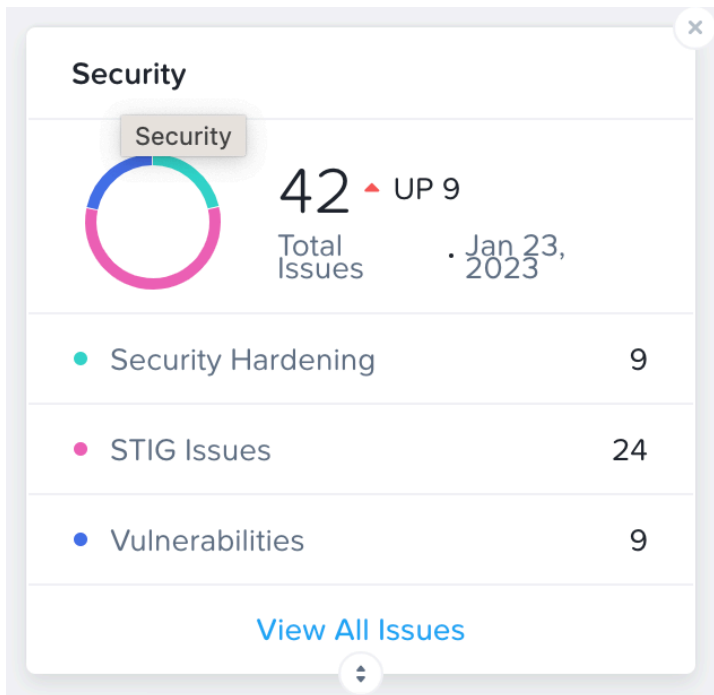 Security
Security
42 UP 9
Total
Issues
. Jan 23,
2023
Security Hardening 9
STIG Issues 24
Vulnerabilities 9
View All Issues